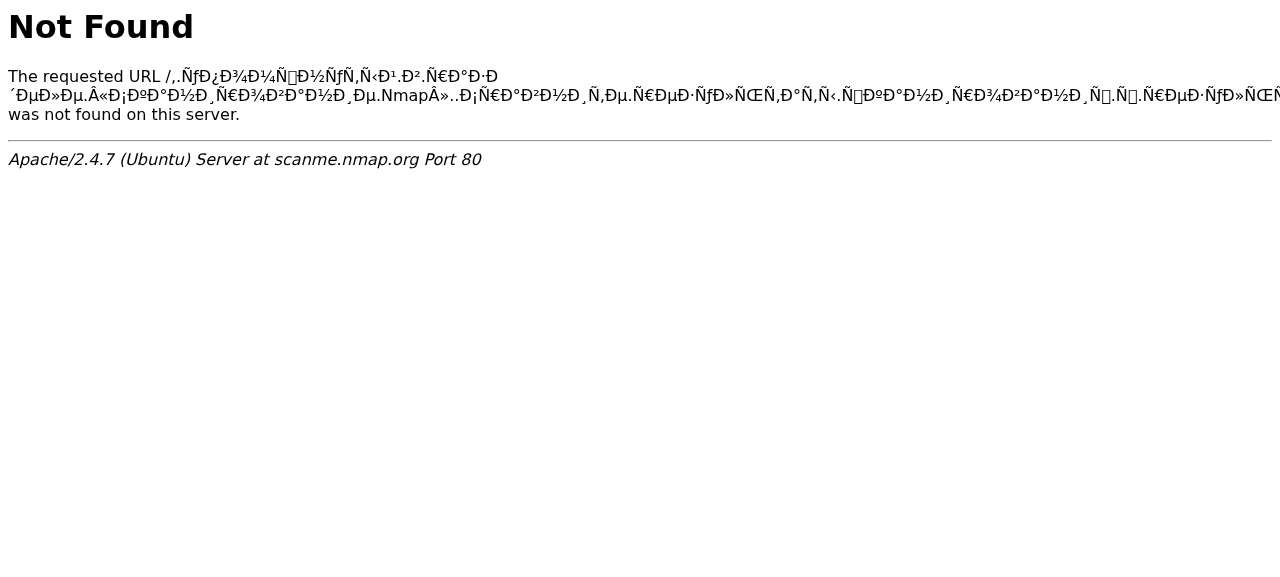 Not Found
The requested URL /,.ÑƒÐ¿Ð¾Ð¼Ñ�Ð½ÑƒÑ‚Ñ‹Ð¹.Ð².Ñ€Ð°Ð·Ð
´ÐµÐ»Ðµ.Â«Ð¡ÐºÐ°Ð½Ð¸Ñ€Ð¾Ð²Ð°Ð½Ð¸Ðµ.NmapÂ»..Ð¡Ñ€Ð°Ð²Ð½Ð¸Ñ‚Ðµ.Ñ€ÐµÐ·ÑƒÐ»ÑŒÑ‚Ð°Ñ‚Ñ‹.Ñ�ÐºÐ°Ð½Ð¸Ñ€Ð¾Ð²Ð°Ð½Ð¸Ñ�.Ñ�.Ñ€ÐµÐ·ÑƒÐ»ÑŒÑ
was not found on this server.
Apache/2.4.7 (Ubuntu) Server at scanme.nmap.org Port 80